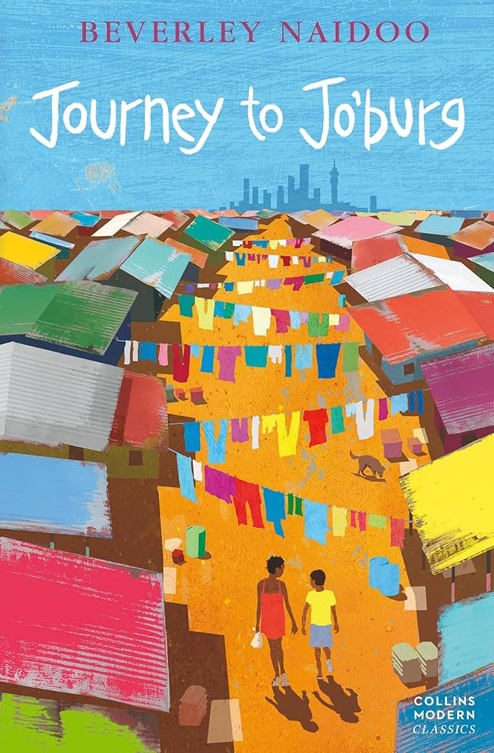 BEVERLEY NAIDOO
Journey to Jo'burg
COLLINS
MODERN
CLASSICS